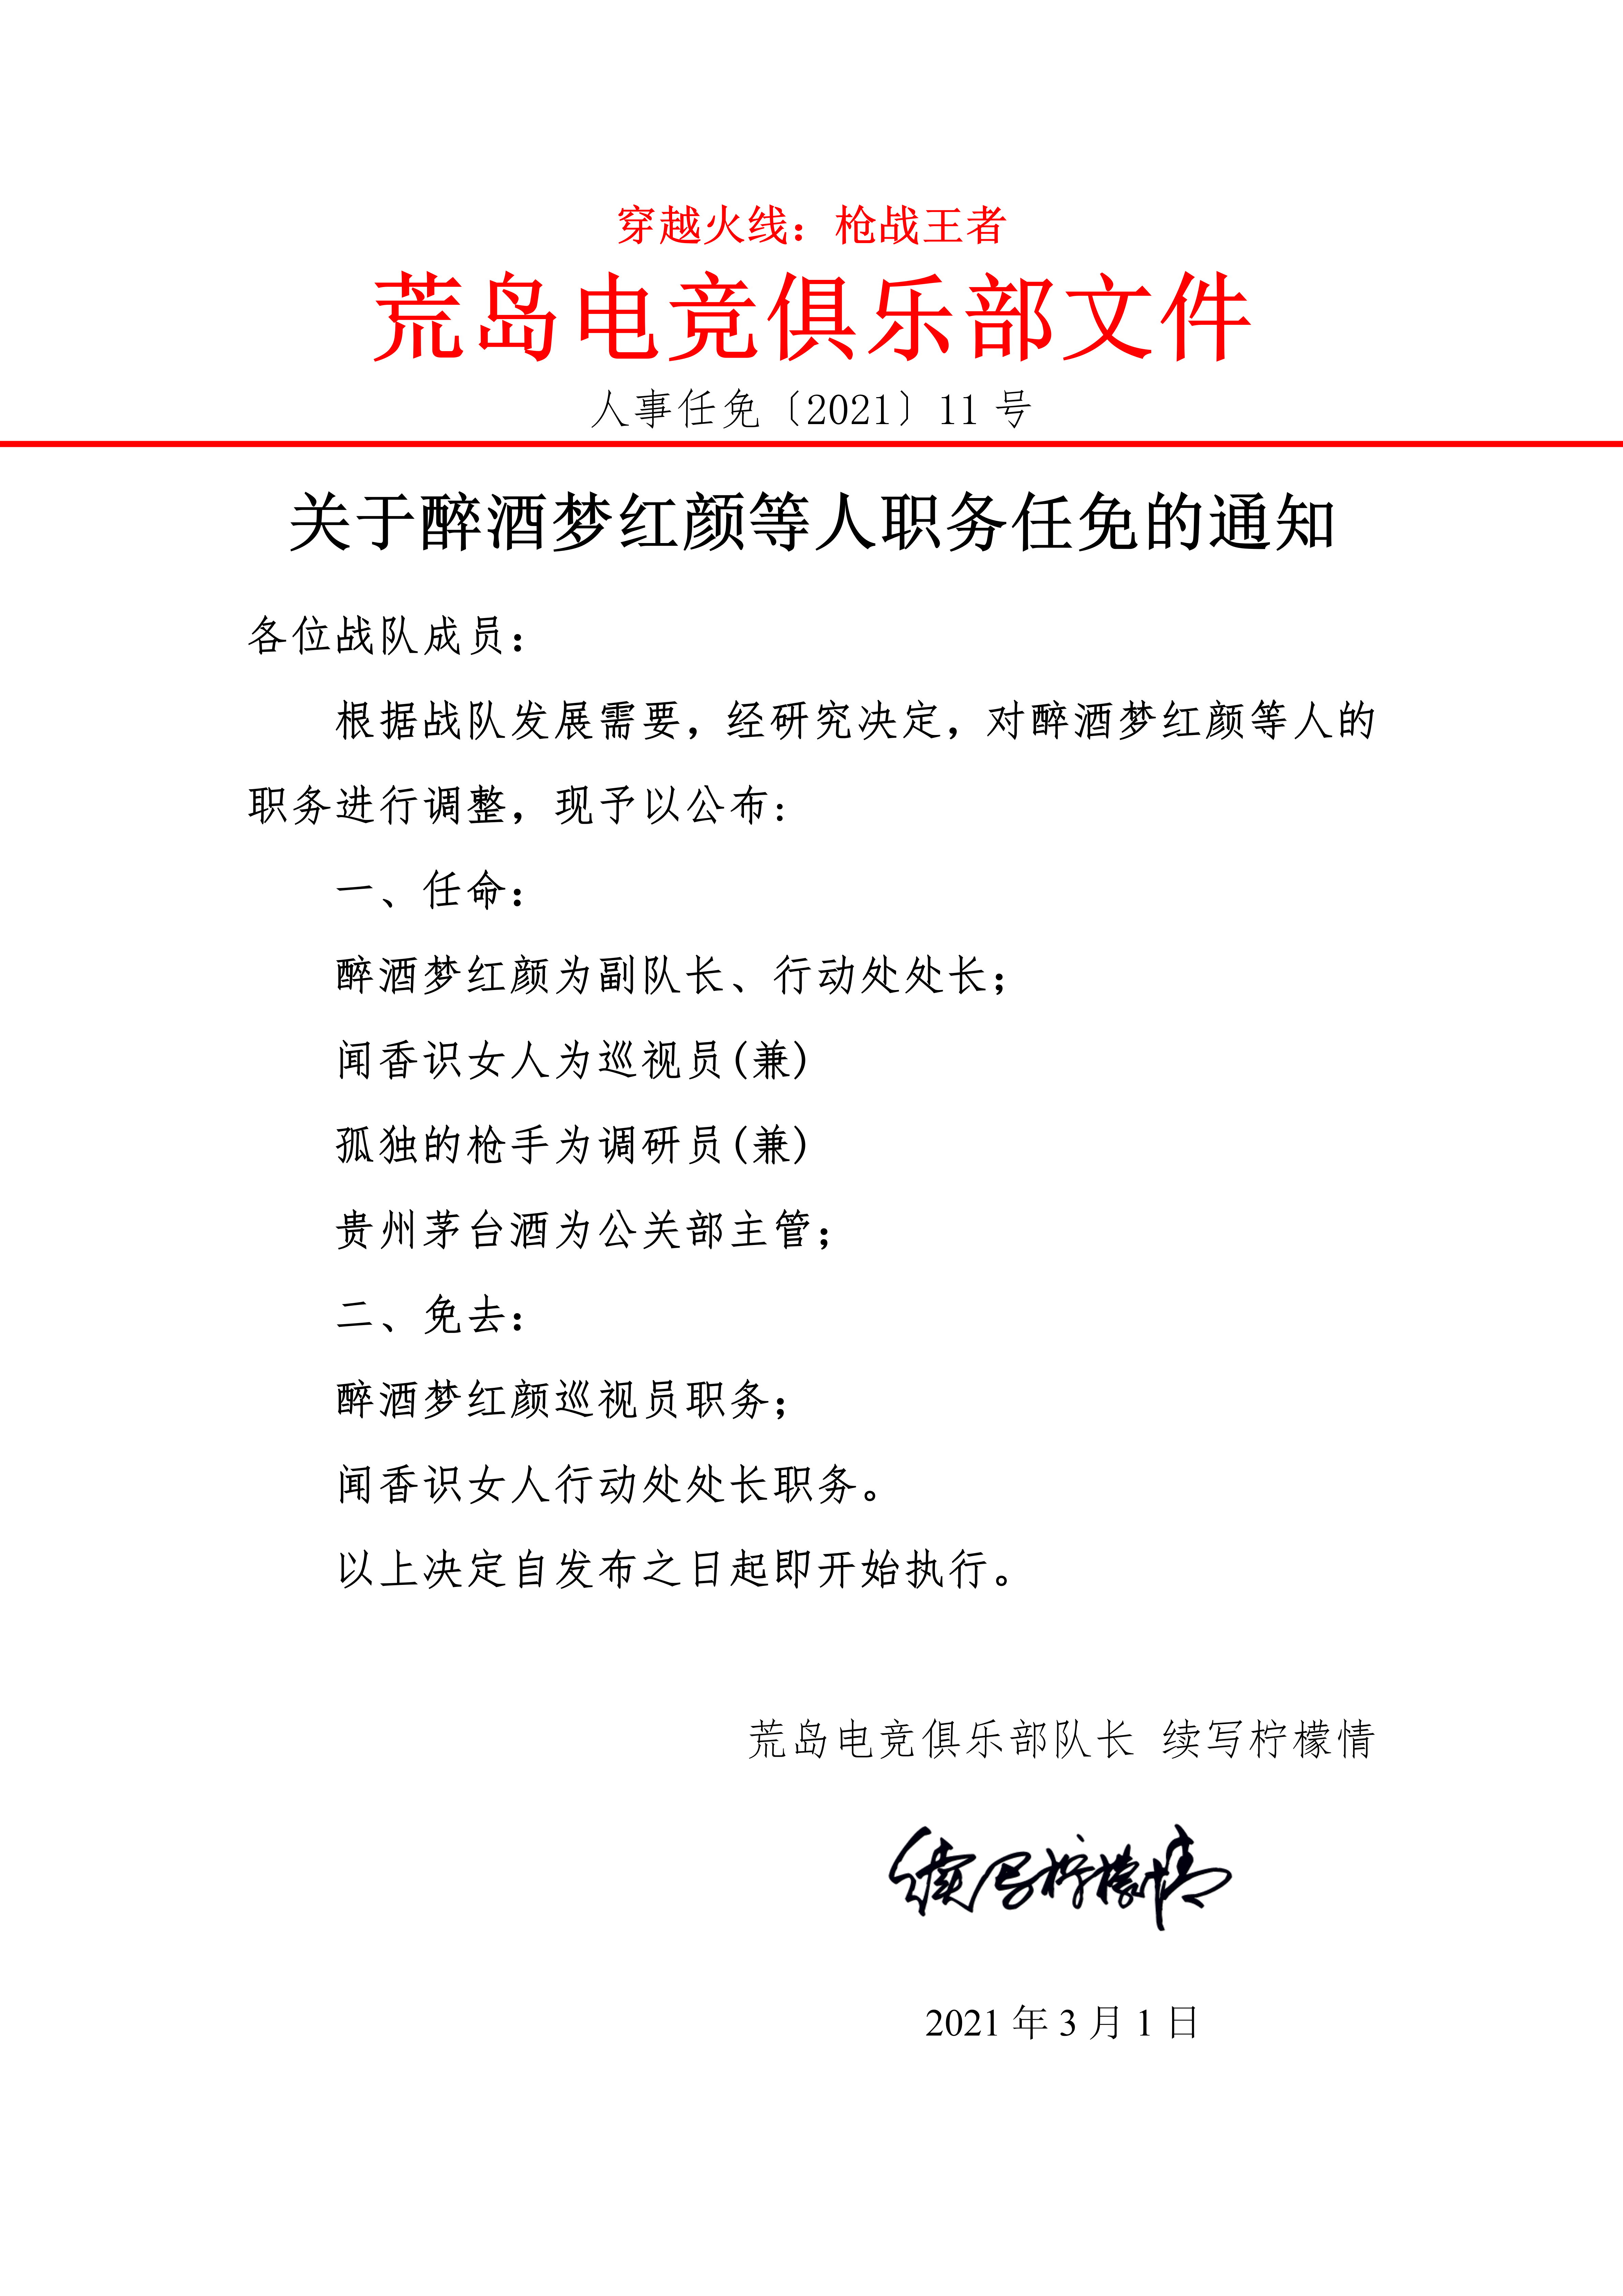 穿越火线：枪战王者
荒岛电竞俱乐部文件
人事任免〔2021〕11 号
关于醉酒梦红颜等人职务任免的通知
各位战队成员：
根据战队发展需要，经研究决定，对醉酒梦红颜等人的
职务进行调整，现予以公布：
一、任命：
醉酒梦红颜为副队长、行动处处长；
闻香识女人为巡视员(兼)
孤独的枪手为调研员(兼)
贵州茅台酒为公关部主管；
二、免去：
醉酒梦红颜巡视员职务；
闻香识女人行动处处长职务。
以上决定自发布之日起即开始执行。
荒岛电竞俱乐部队长 续写柠檬情
续写柠檬情
2021 年 3 月 1 日